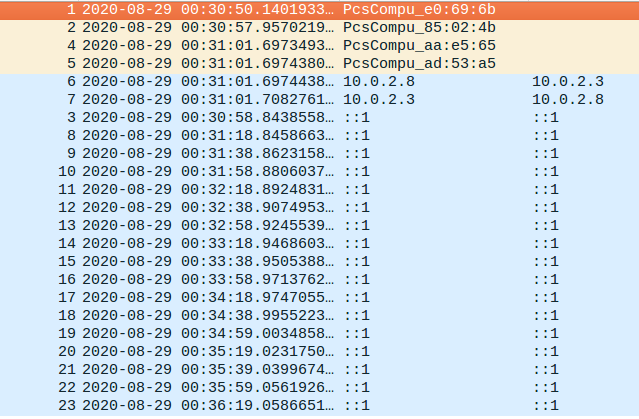 1 2020-08-29 00:30:50.1401933… PcsCompu_e0:69:6b
2 2020-08-29 00:30:57.9570219… PcsCompu_85:02:4b
4 2020-08-29 00:31:01.6973493… PcsCompu_aa:e5:65
5 2020-08-29 00:31:01.6974380… PcsCompu_ad:53:a5
6 2020-08-29 00:31:01.6974438… 10.0.2.8 10.0.2.3
7 2020-08-29 00:31:01.7082761… 10.0.2.3 10.0.2.8
3 2020-08-29 00:30:58.8438558… ::1 ::1
8 2020-08-29 00:31:18.8458663… ::1 ::1
9 2020-08-29 00:31:38.8623158… ::1 ::1
10 2020-08-29 00:31:58.8806037… ::1 ::1
11 2020-08-29 00:32:18.8924831… ::1 ::1
12 2020-08-29 00:32:38.9074953… ::1 ::1
13 2020-08-29 00:32:58.9245539… ::1 ::1
14 2020-08-29 00:33:18.9468603… ::1 ::1
15 2020-08-29 00:33:38.9505388… ::1 ::1
16 2020-08-29 00:33:58.9713762… ::1 ::1
17 2020-08-29 00:34:18.9747055… ::1 ::1
18 2020-08-29 00:34:38.9955223… ::1 ::1
19 2020-08-29 00:34:59.0034858… ::1 ::1
20 2020-08-29 00:35:19.0231750… ::1 ::1
21 2020-08-29 00:35:39.0399674… ::1 ::1
22 2020-08-29 00:35:59.0561926… ::1 ::1
23 2020-08-29 00:36:19.0586651… ::1 ::1